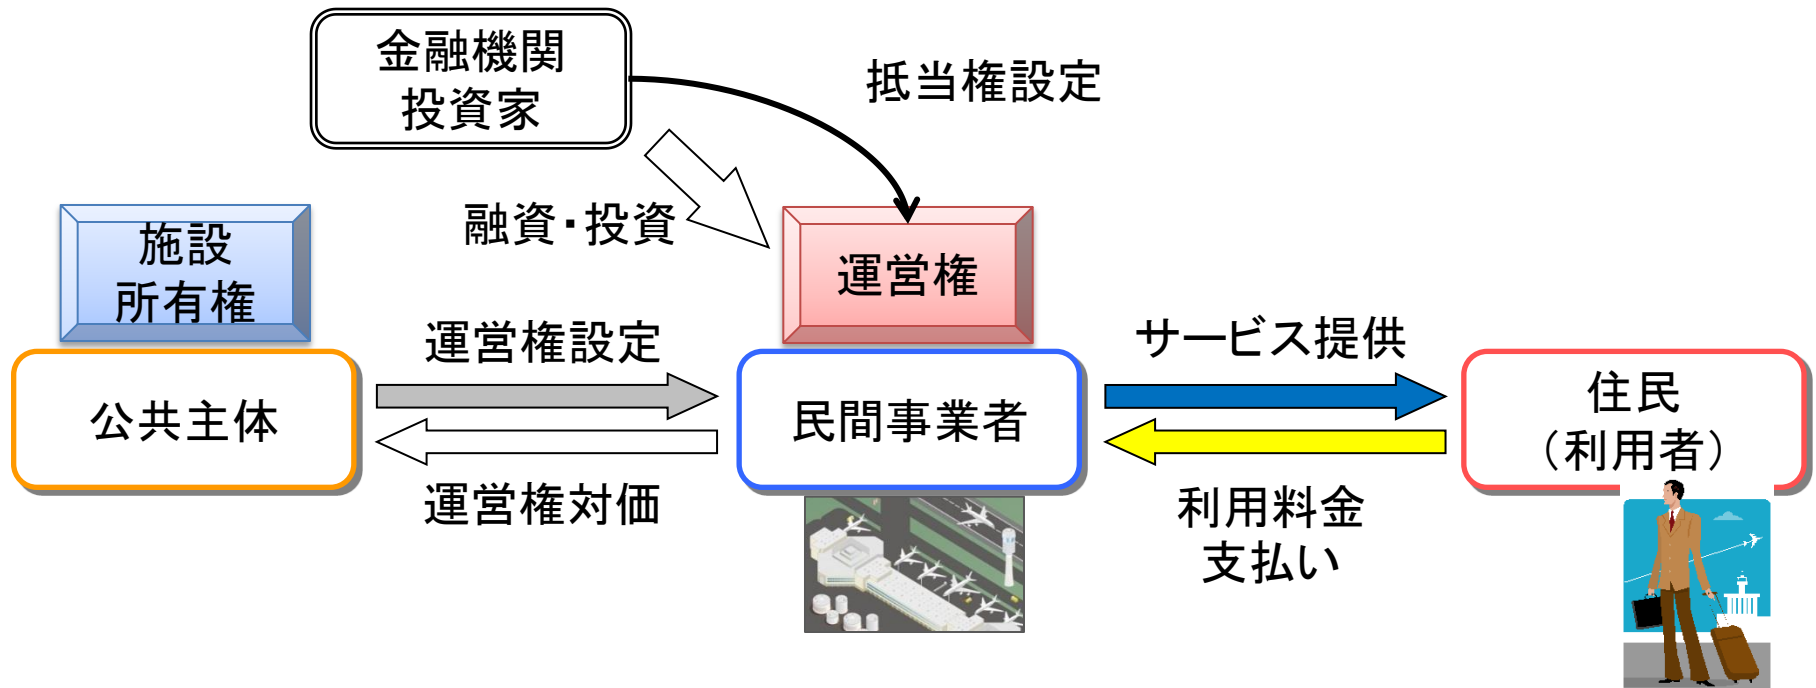 金融機関
投資家
抵当権設定
融資・投資
施設
所有権
運営権
運営権設定
サービス提供
公共主体
民間事業者
住民
（利用者）
運営権対価
利用料金
支払い